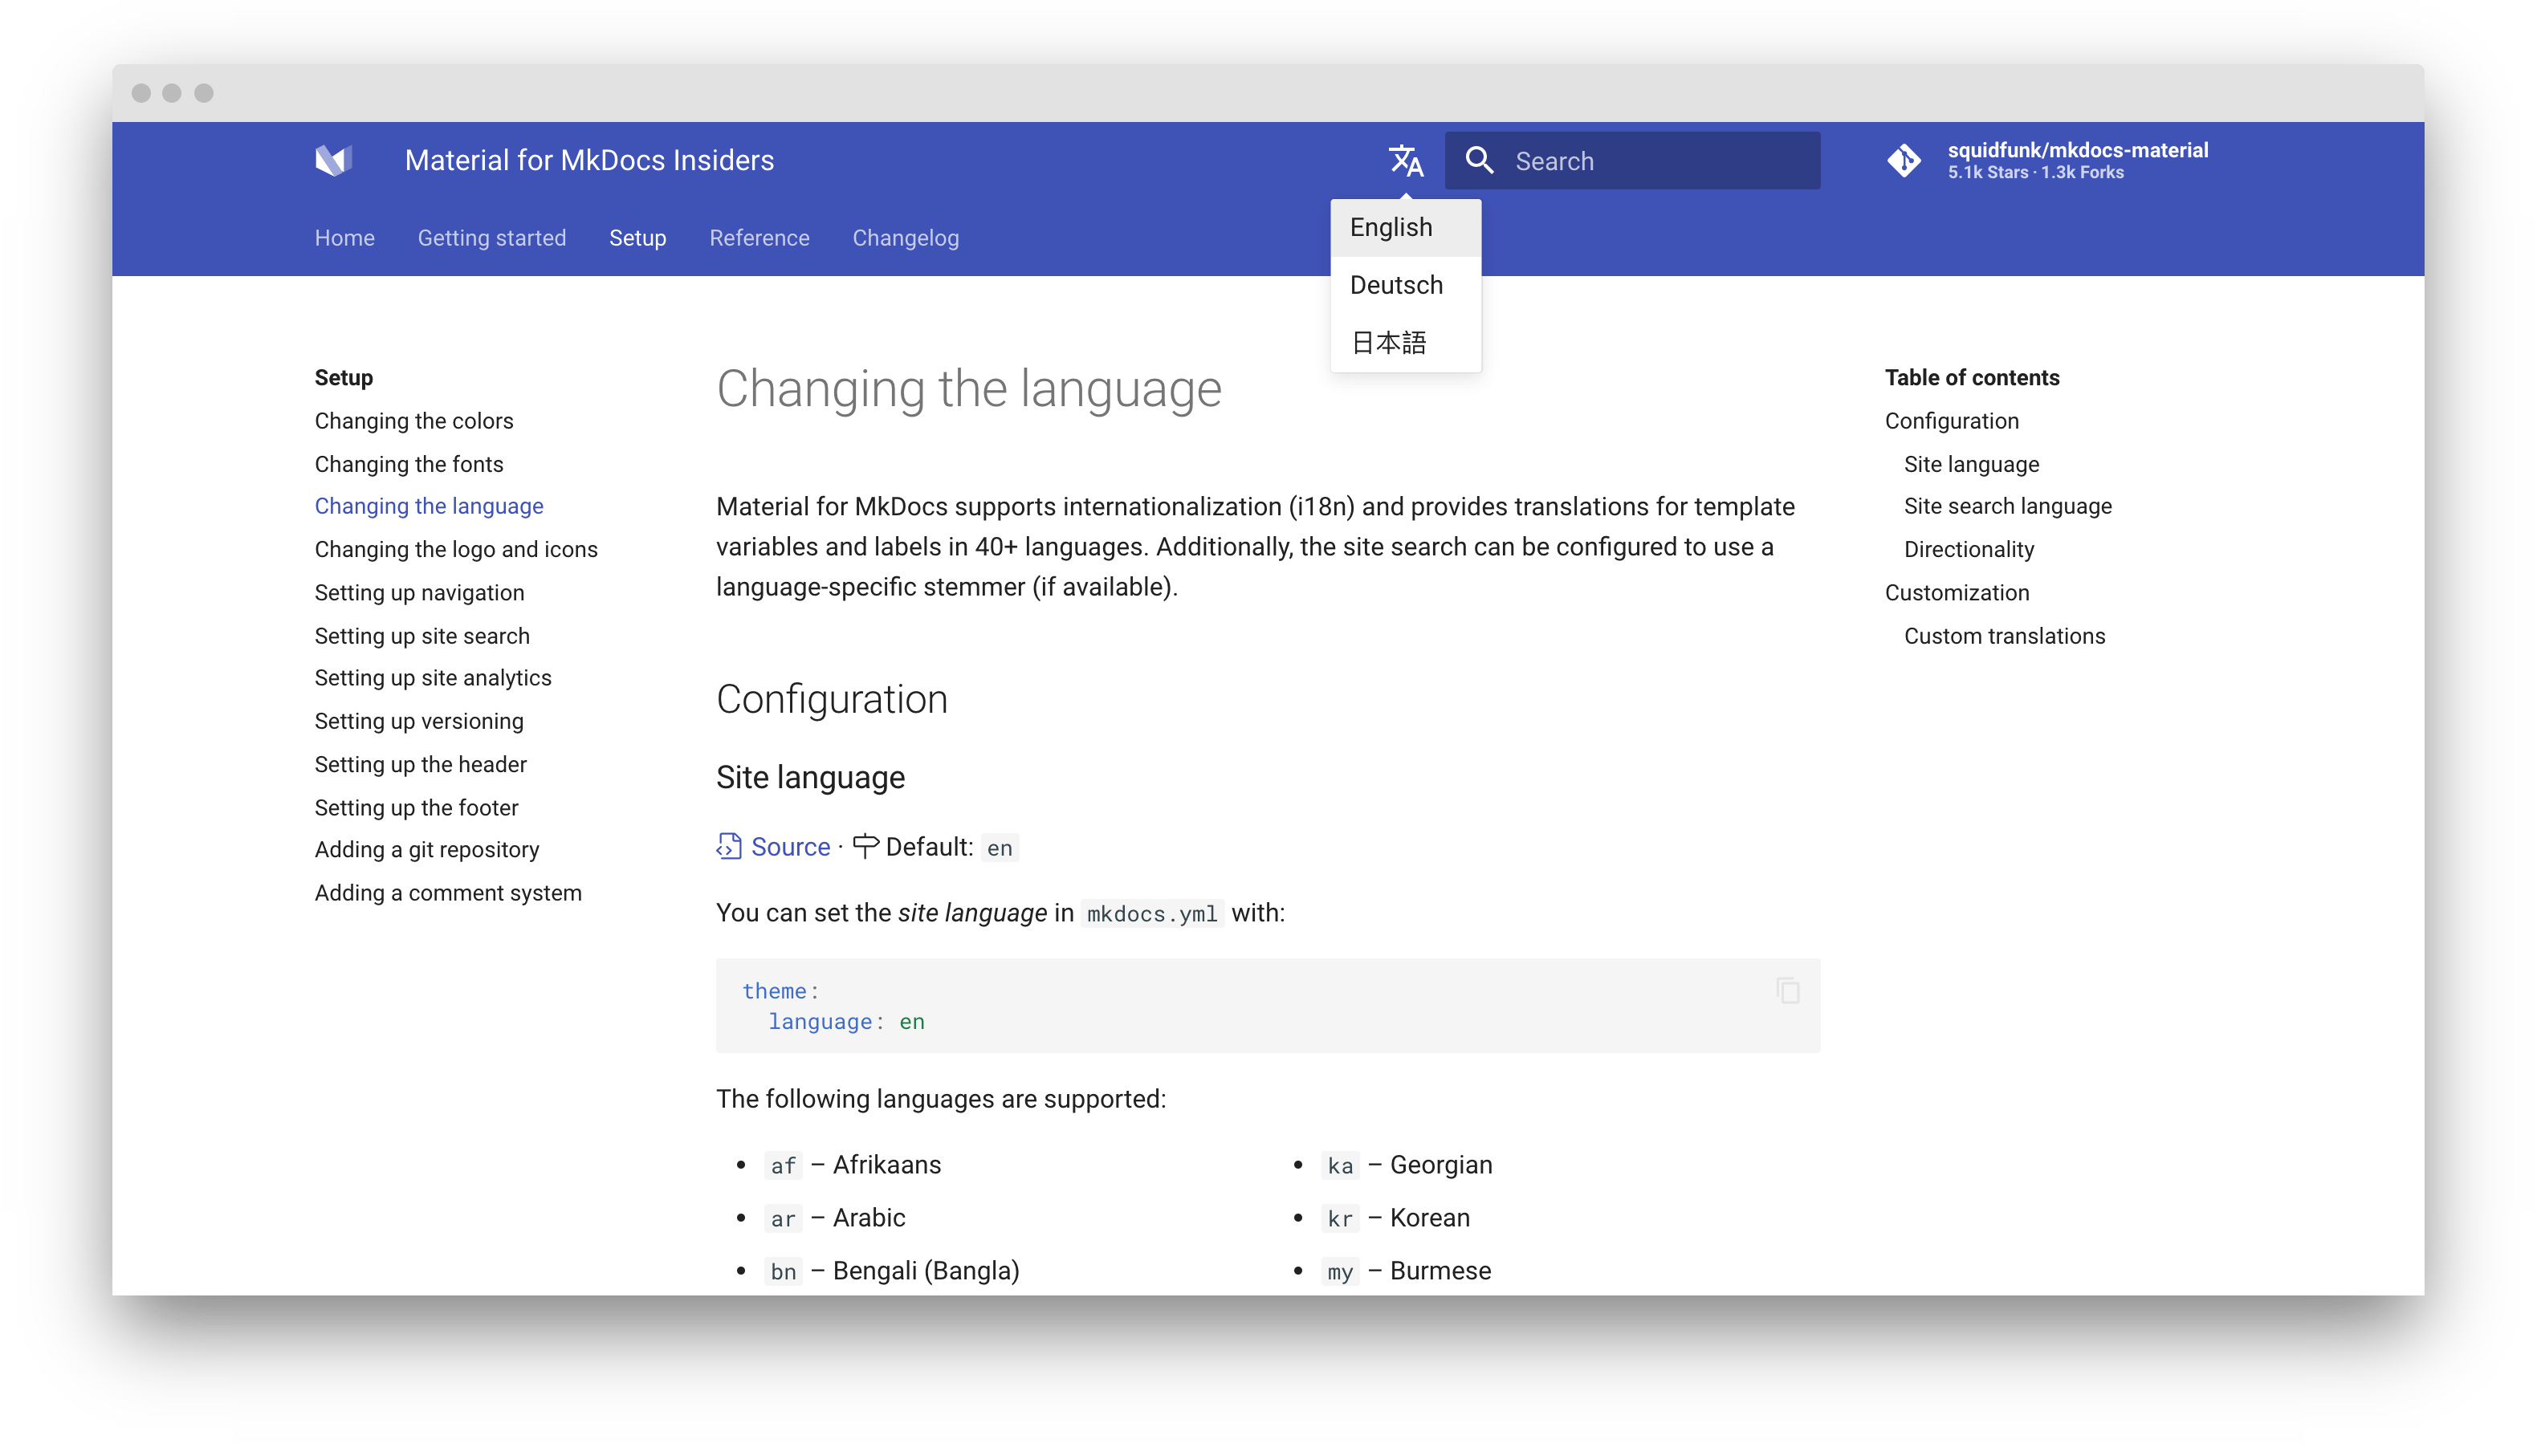 Material for MkDocs Insiders
Search
squidfunk/mkdocs-material
5.1k Stars · 1.3k Forks
Home
Getting started
Setup
Reference
Changelog
English
Deutsch
日本語
Setup
Changing the colors
Changing the fonts
Changing the language
Changing the logo and icons
Setting up navigation
Setting up site search
Setting up site analytics
Setting up versioning
Setting up the header
Setting up the footer
Adding a git repository
Adding a comment system
Changing the language
Material for MkDocs supports internationalization (i18n) and provides translations for template
variables and labels in 40+ languages. Additionally, the site search can be configured to use a
language-specific stemmer (if available).
Configuration
Site language
Source · Default: en
You can set the site language in mkdocs.yml with:
theme:
  language: en
The following languages are supported:
• af – Afrikaans
• ar – Arabic
• bn – Bengali (Bangla)
• ka – Georgian
• kr – Korean
• my – Burmese
Table of contents
Configuration
Site language
Site search language
Directionality
Customization
Custom translations